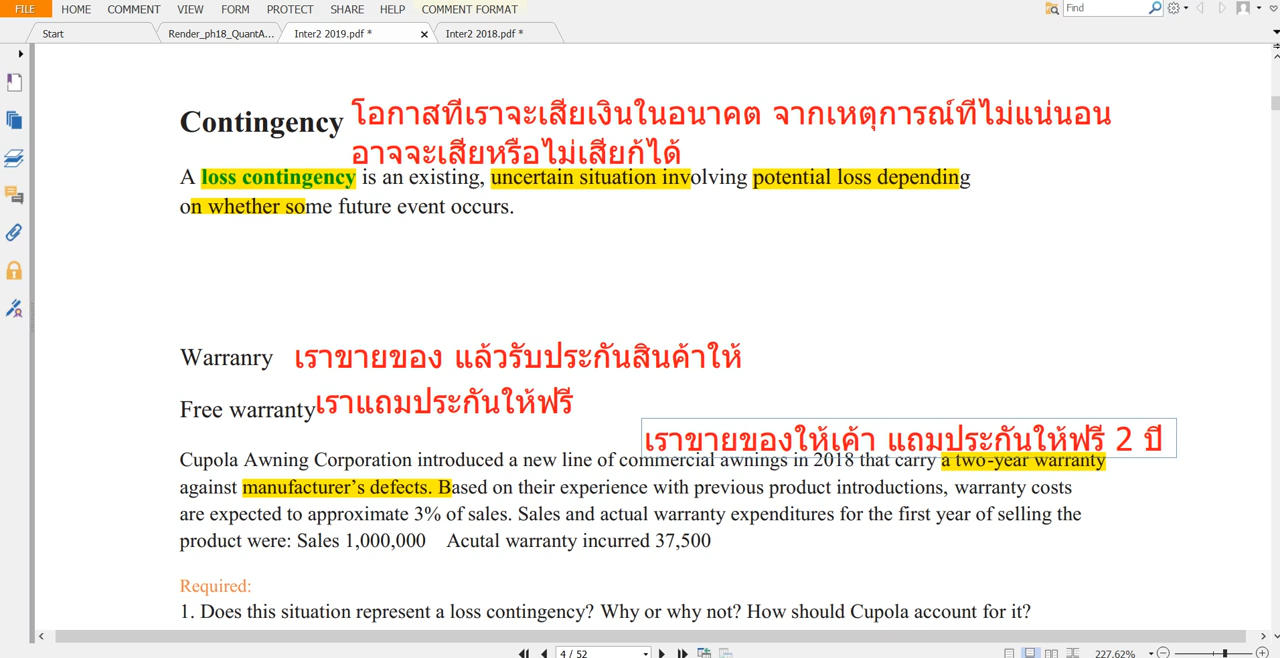 FILE HOME COMMENT VIEW FORM PROTECT SHARE HELP COMMENT FORMAT Find
Start Render_ph18_QuantA... Inter2 2019.pdf * Inter2 2018.pdf *
Contingency โอกาสที่เราจะเสียเงินในอนาคต จากเหตุการณ์ที่ไม่แน่นอน
อาจจะเสียหรือไม่เสียก้ได้
A loss contingency is an existing, uncertain situation involving potential loss depending
on whether some future event occurs.
Warranry เราขายของ แล้วรับประกันสินค้าให้
Free warranty เราแถมประกันให้ฟรี
เราขายของให้เค้า แถมประกันให้ฟรี 2 ปี
Cupola Awning Corporation introduced a new line of commercial awnings in 2018 that carry a two-year warranty
against manufacturer's defects. Based on their experience with previous product introductions, warranty costs
are expected to approximate 3% of sales. Sales and actual warranty expenditures for the first year of selling the
product were: Sales 1,000,000 Acutal warranty incurred 37,500
Required:
1. Does this situation represent a loss contingency? Why or why not? How should Cupola account for it?
4 / 52 227.62%